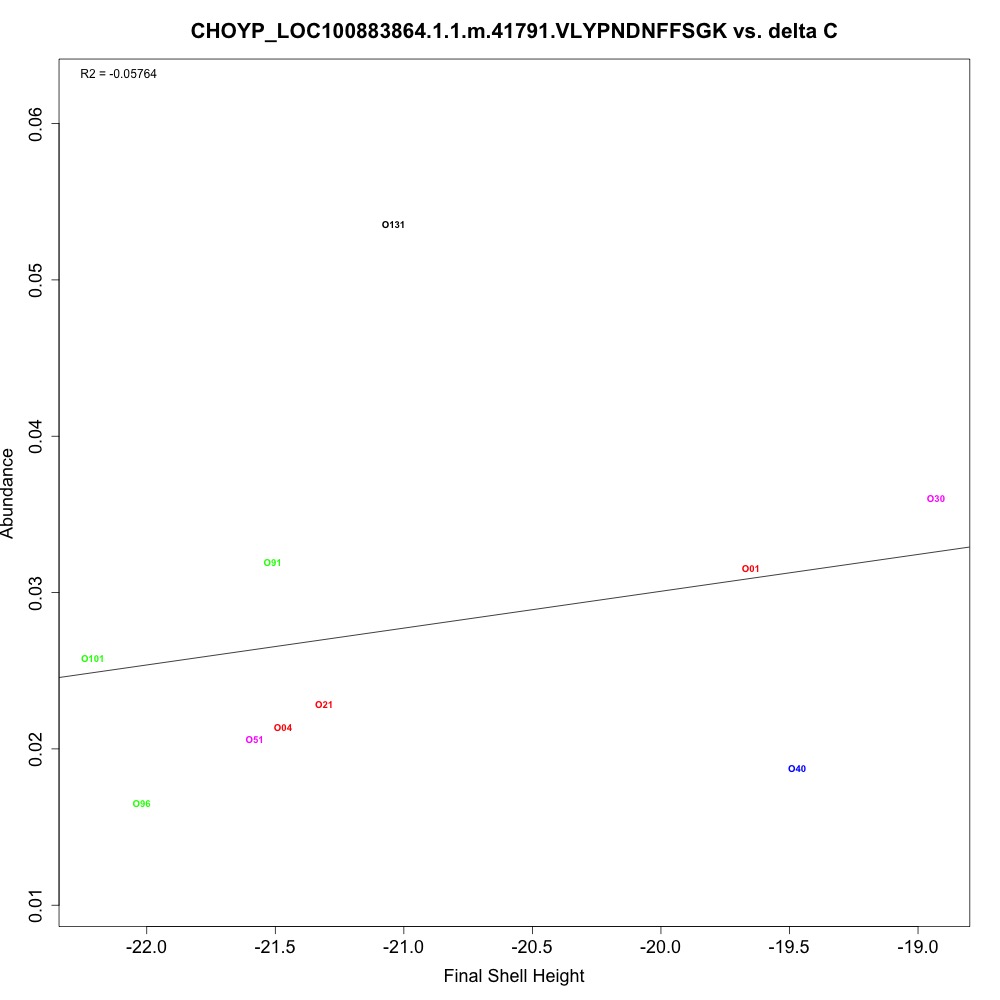 CHOYP_LOC100883864.1.1.m.41791.VLYPNDNFFSGK vs. delta C
R2 = -0.05764
0.06
O131
0.05
0.04
Abundance
O30
O91
O01
0.03
O101
O21
O04
O51
0.02
O40
O96
0.01
-22.0 -21.5 -21.0 -20.5 -20.0 -19.5 -19.0
Final Shell Height